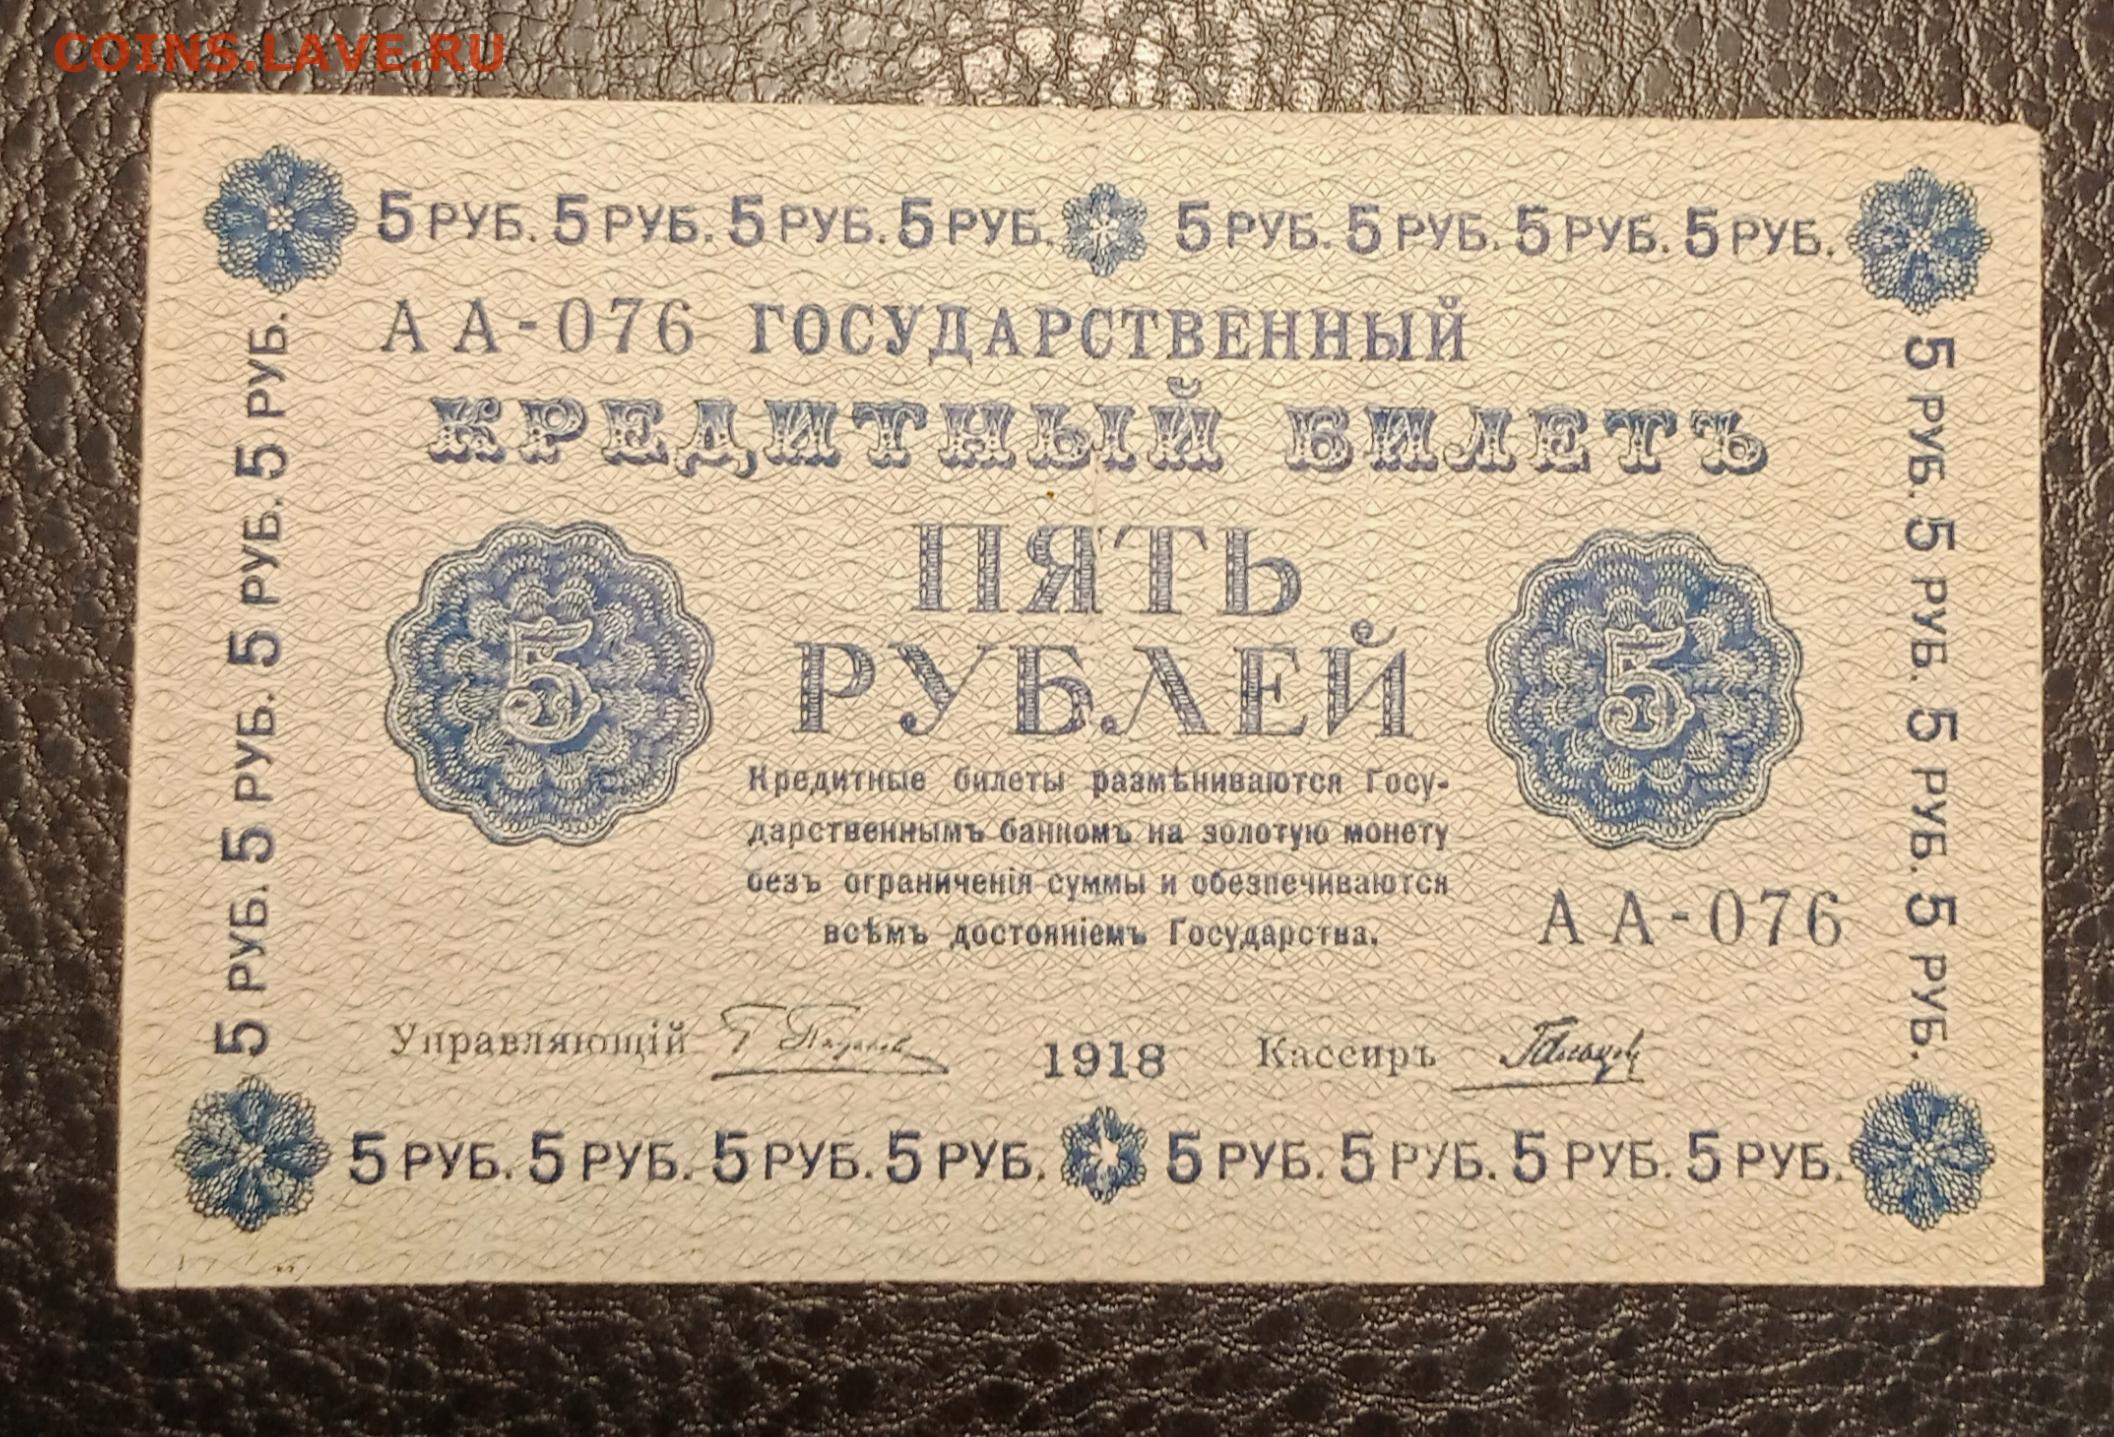 COINS.LAVE.RU
5 РУБ. 5 РУБ. 5 РУБ. 5 РУБ. 5 РУБ. 5 РУБ. 5 РУБ. 5 РУБ.
АА-076 ГОСУДАРСТВЕННЫЙ
КРЕДИТНЫЙ БИЛЕТЪ
5 РУБ. 5 РУБ. 5 РУБ. 5 РУБ.
5 РУБ. 5 РУБ. 5 РУБ. 5 РУБ.
5
ПЯТЬ
РУБЛЕЙ
5
Кредитные билеты размѣниваются Госу-
дарственнымъ банкомъ на золотую монету
безъ ограниченія суммы и обезпечиваются
всѣмъ достояніемъ Государства.
АА-076
Управляющій 1918 Кассиръ
5 РУБ. 5 РУБ. 5 РУБ. 5 РУБ. 5 РУБ. 5 РУБ. 5 РУБ. 5 РУБ.